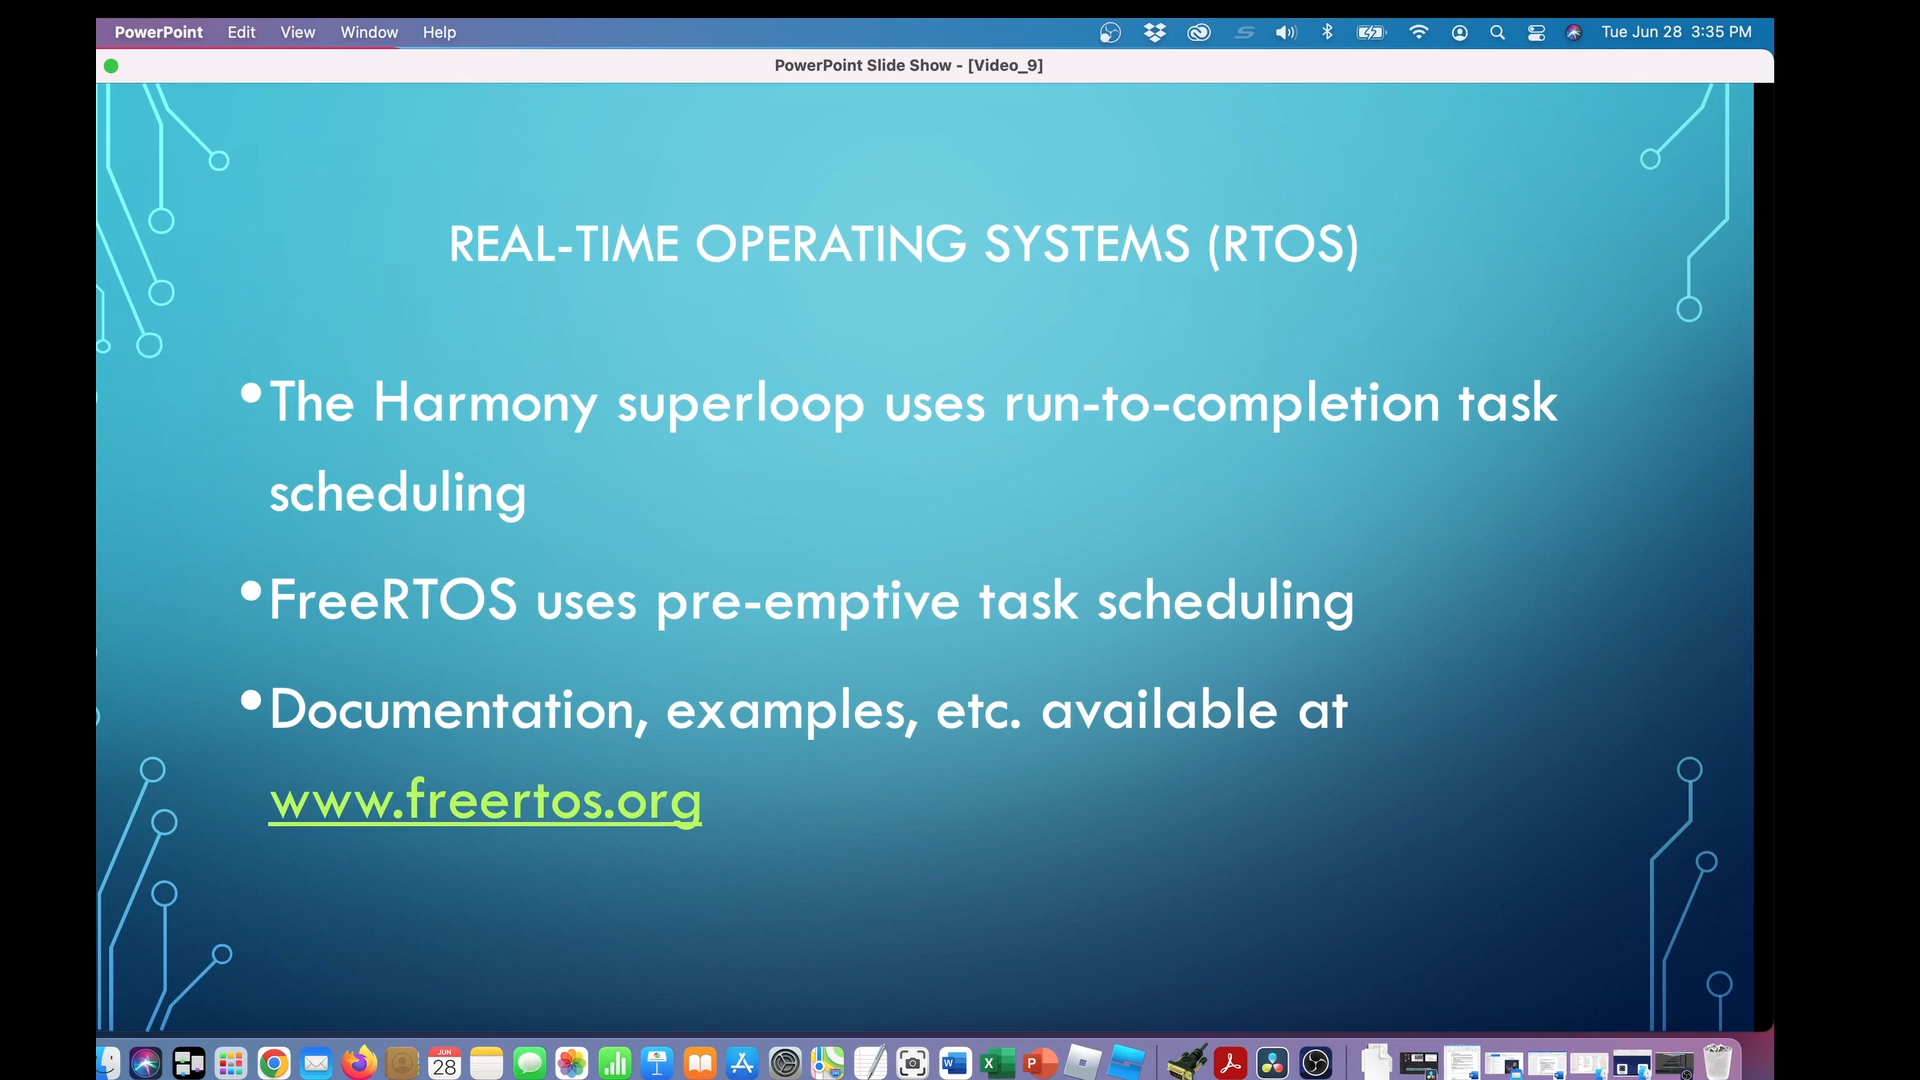 PowerPoint Edit View Window Help Tue Jun 28 3:35 PM
PowerPoint Slide Show - [Video_9]
REAL-TIME OPERATING SYSTEMS (RTOS)
•The Harmony superloop uses run-to-completion task
scheduling
•FreeRTOS uses pre-emptive task scheduling
•Documentation, examples, etc. available at
www.freertos.org
JUN
28
W
X
P